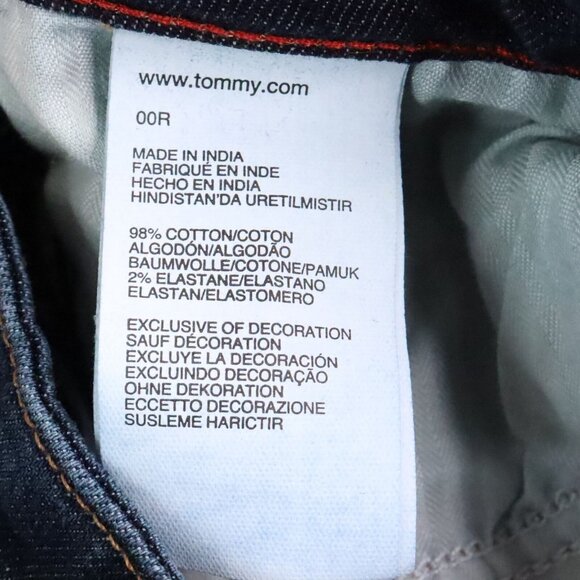 www.tommy.com
00R
MADE IN INDIA
FABRIQUÉ EN INDE
HECHO EN INDIA
HINDISTAN'DA URETILMISTIR
98% COTTON/COTON
ALGODÓN/ALGODÃO
BAUMWOLLE/COTONE/PAMUK
2% ELASTANE/ELASTANO
ELASTAN/ELASTOMERO
EXCLUSIVE OF DECORATION
SAUF DÉCORATION
EXCLUYE LA DECORACIÓN
EXCLUINDO DECORAÇÃO
OHNE DEKORATION
ECCETTO DECORAZIONE
SUSLEME HARICTIR